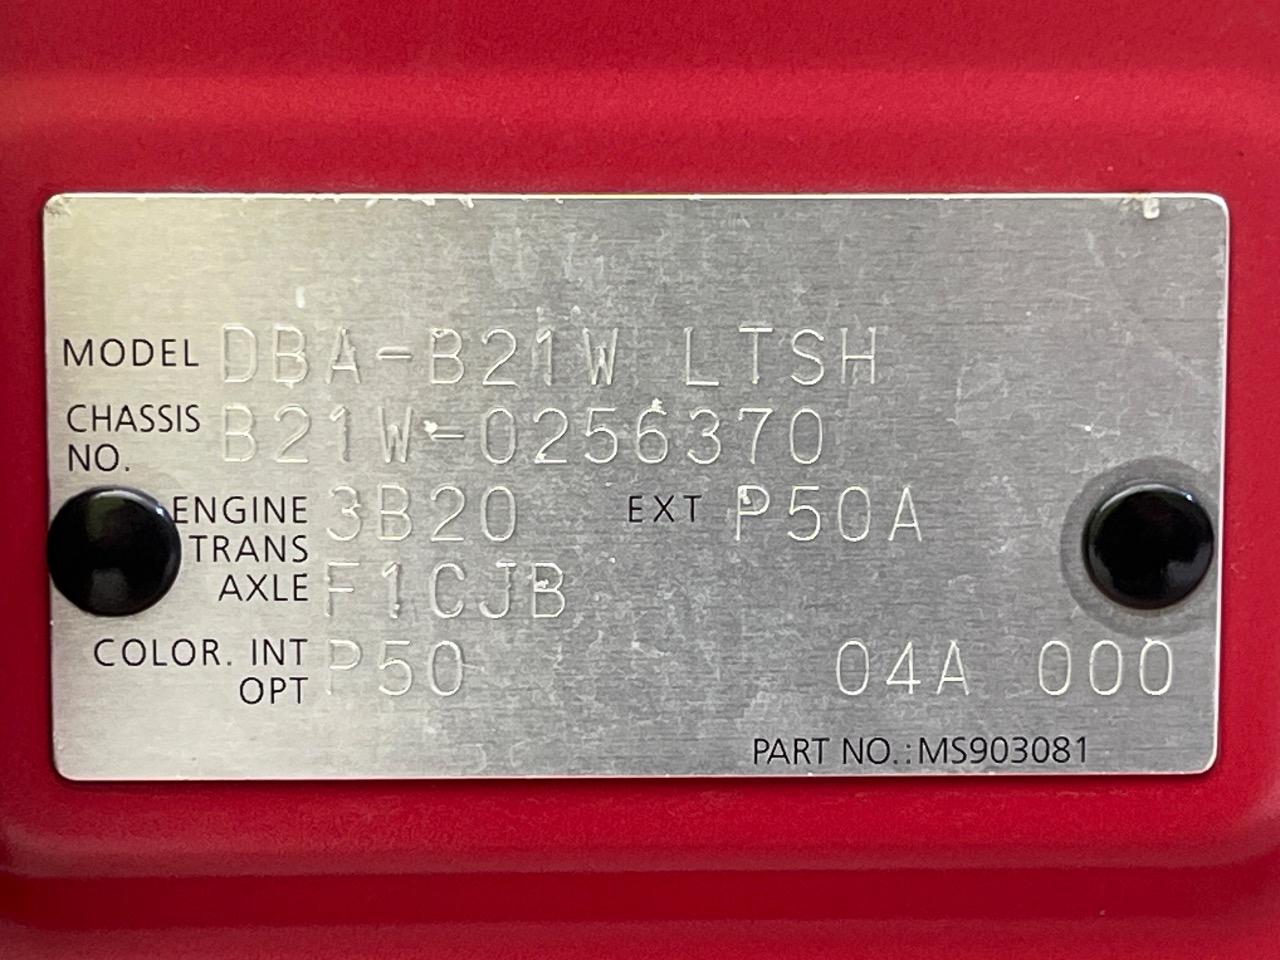 MODEL DBA-B21W LTSH
CHASSIS NO. B21W-0256370
ENGINE 3B20 EXT P50A
TRANS AXLE F1CJB
COLOR. INT OPT P50 04A 000
PART NO.:MS903081